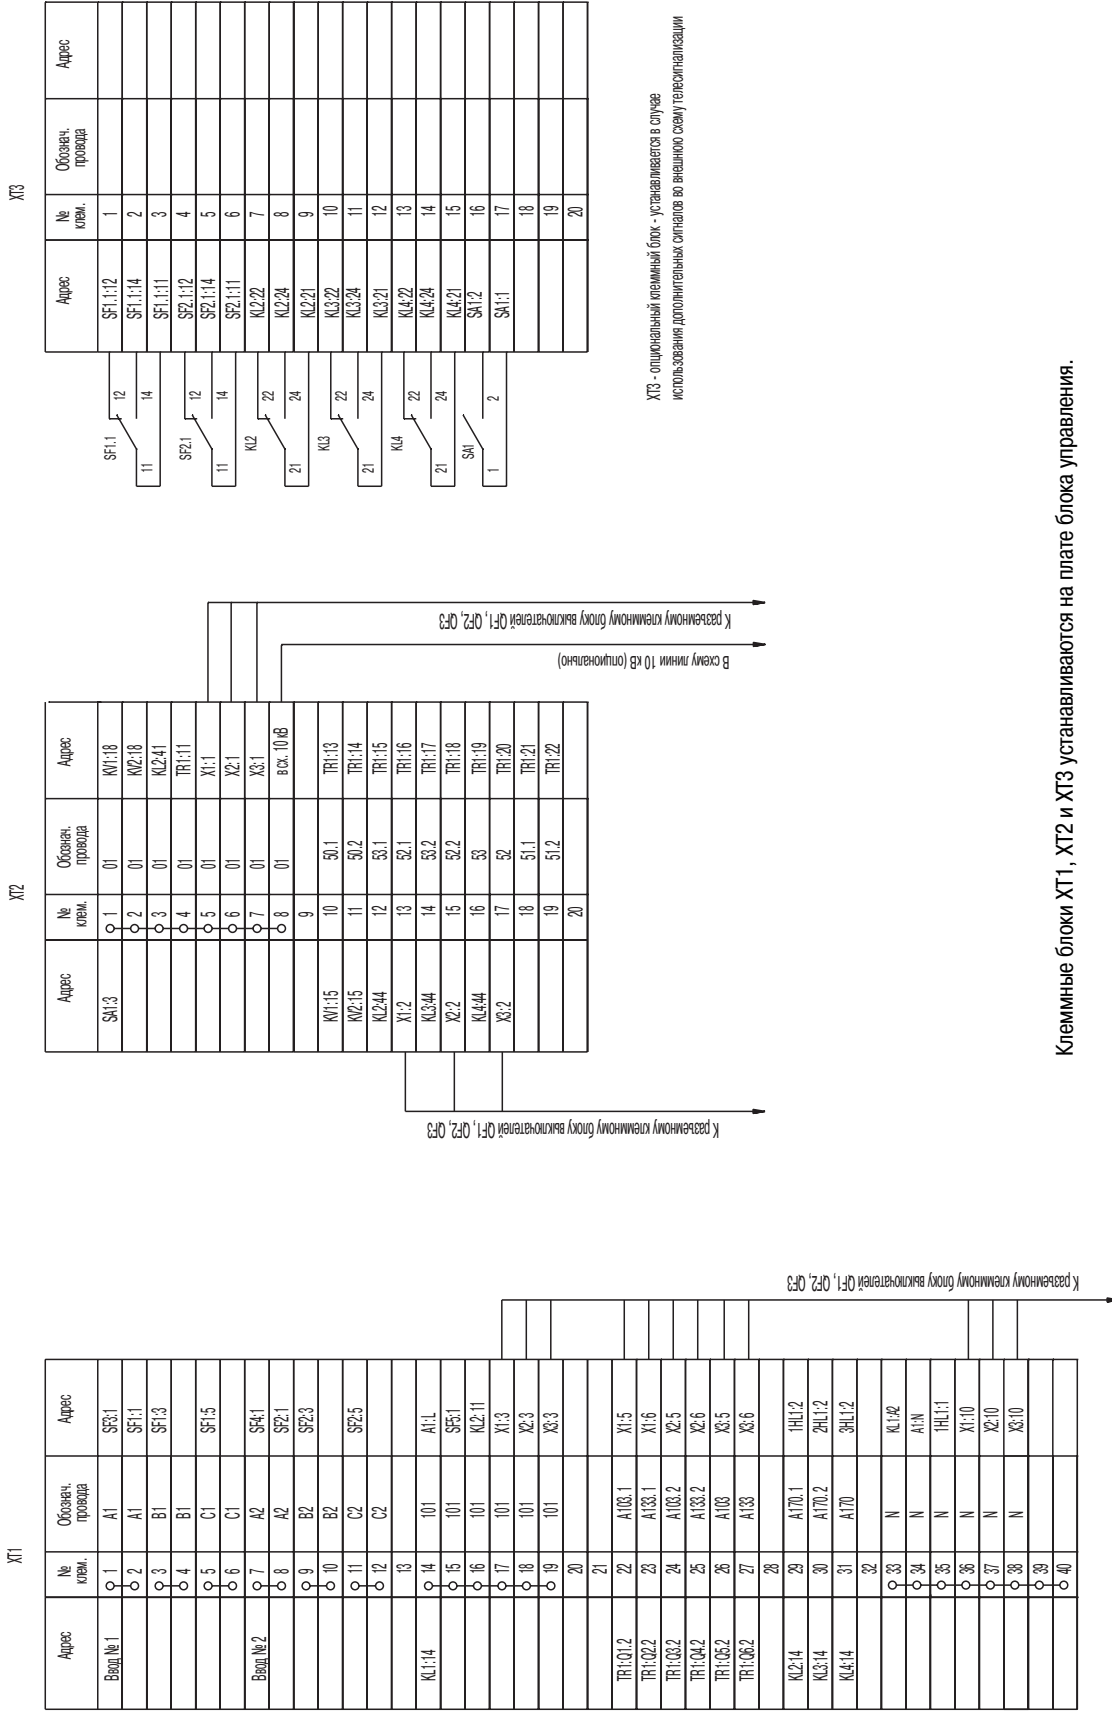 XT1
Адрес № клем. Обознач. провода Адрес
Ввод № 1 1 A1 SF3:1
2 A1 SF1:1
3 B1 SF1:3
4 B1
5 C1 SF1:5
6 C1
Ввод № 2 7 A2 SF4:1
8 A2 SF2:1
9 B2 SF2:3
10 B2
11 C2 SF2:5
12 C2
13
KL1:14 14 101 A1:L
15 101 SF5:1
16 101 KL2:11
17 101 X1:3
18 101 X2:3
19 101 X3:3
20
21
TR1:Q1.2 22 A103.1 X1:5
TR1:Q2.2 23 A133.1 X1:6
TR1:Q3.2 24 A103.2 X2:5
TR1:Q4.2 25 A133.2 X2:6
TR1:Q5.2 26 A103 X3:5
TR1:Q6.2 27 A133 X3:6
28
KL2:14 29 A170.1 1HL1:2
KL3:14 30 A170.2 2HL1:2
KL4:14 31 A170 3HL1:2
32
33 N KL1:A2
34 N A1:N
35 N 1HL1:1
36 N X1:10
37 N X2:10
38 N X3:10
39
40
К разъемному клеммному блоку выключателей QF1, QF2, QF3
XT2
Адрес № клем. Обознач. провода Адрес
SA1:3 1 01 KV1:18
2 01 KV2:18
3 01 KL2:41
4 01 TR1:11
5 01 X1:1
6 01 X2:1
7 01 X3:1
8 01 в сх. 10 кВ
9
KV1:15 10 50.1 TR1:13
KV2:15 11 50.2 TR1:14
KL2:44 12 53.1 TR1:15
X1:2 13 52.1 TR1:16
KL3:44 14 53.2 TR1:17
X2:2 15 52.2 TR1:18
KL4:44 16 53 TR1:19
X3:2 17 52 TR1:20
18 51.1 TR1:21
19 51.2 TR1:22
20
К разъемному клеммному блоку выключателей QF1, QF2, QF3
В схему линии 10 кВ (опционально)
К разъемному клеммному блоку выключателей QF1, QF2, QF3
XT3
Адрес № клем. Обознач. провода Адрес
SF1.1:12 1
SF1.1:14 2
SF1.1:11 3
SF2.1:12 4
SF2.1:14 5
SF2.1:11 6
KL2:22 7
KL2:24 8
KL2:21 9
KL3:22 10
KL3:24 11
KL3:21 12
KL4:22 13
KL4:24 14
KL4:21 15
SA1:2 16
SA1:1 17
18
19
20
SF1.1 11 12 14
SF2.1 11 12 14
KL2 21 22 24
KL3 21 22 24
KL4 21 22 24
SA1 1 2
XT3 - опциональный клеммный блок - устанавливается в случае
использования дополнительных сигналов во внешнюю схему телесигнализации
Клеммные блоки XT1, XT2 и XT3 устанавливаются на плате блока управления.